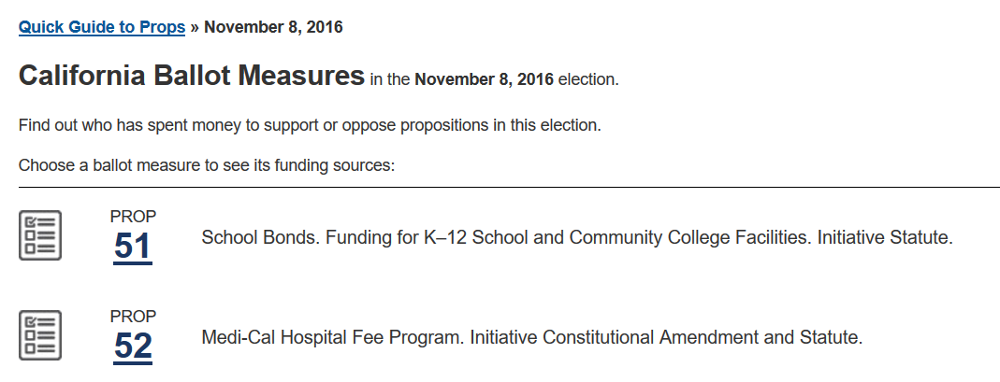 Quick Guide to Props » November 8, 2016
California Ballot Measures in the November 8, 2016 election.
Find out who has spent money to support or oppose propositions in this election.
Choose a ballot measure to see its funding sources:
PROP
51
School Bonds. Funding for K–12 School and Community College Facilities. Initiative Statute.
PROP
52
Medi-Cal Hospital Fee Program. Initiative Constitutional Amendment and Statute.